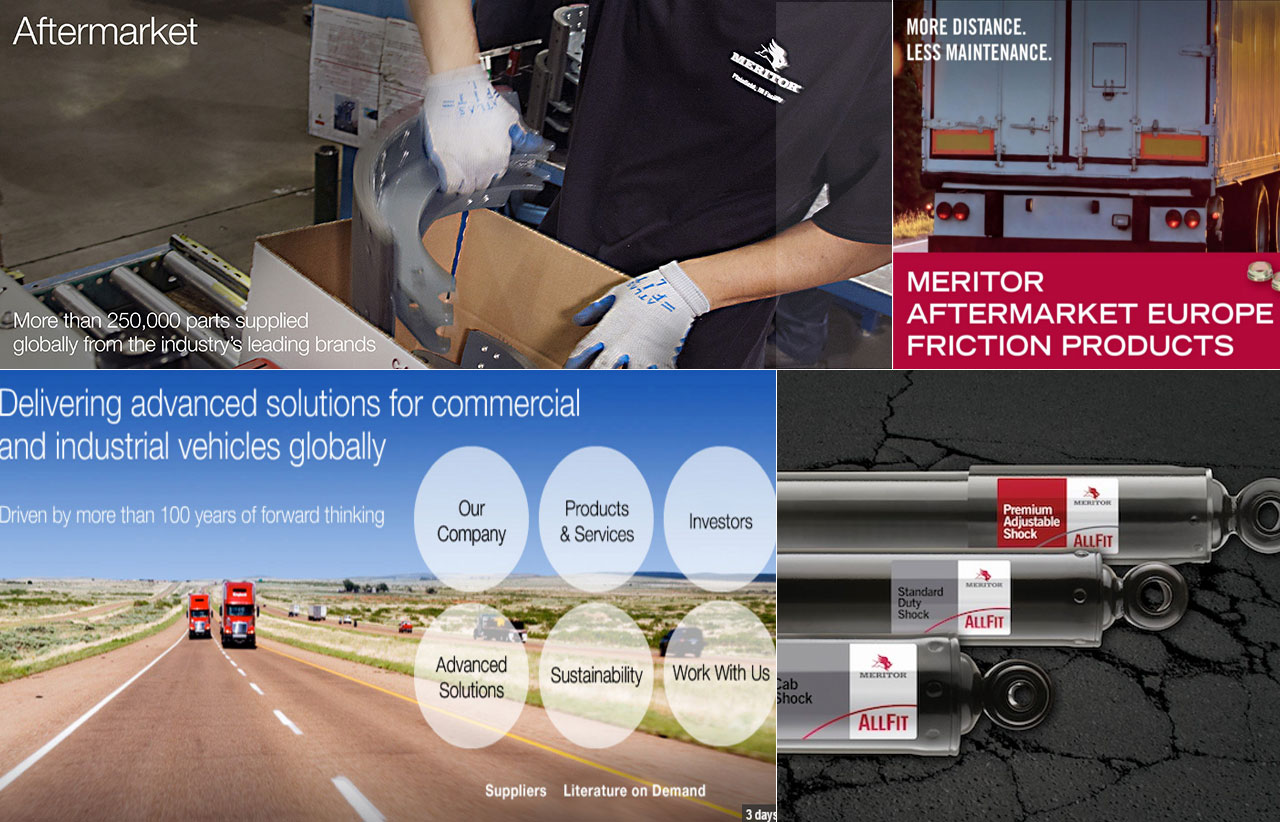 Aftermarket
MERITOR
More than 250,000 parts supplied
globally from the industry's leading brands
MORE DISTANCE.
LESS MAINTENANCE.
MERITOR
AFTERMARKET EUROPE
FRICTION PRODUCTS
Delivering advanced solutions for commercial
and industrial vehicles globally
Driven by more than 100 years of forward thinking
Our
Company
Products
& Services
Investors
Advanced
Solutions
Sustainability
Work With Us
Suppliers
Literature on Demand
3 days
Premium
Adjustable
Shock
MERITOR
ALLFIT
Standard
Duty
Shock
MERITOR
ALLFIT
Cab
Shock
MERITOR
ALLFIT